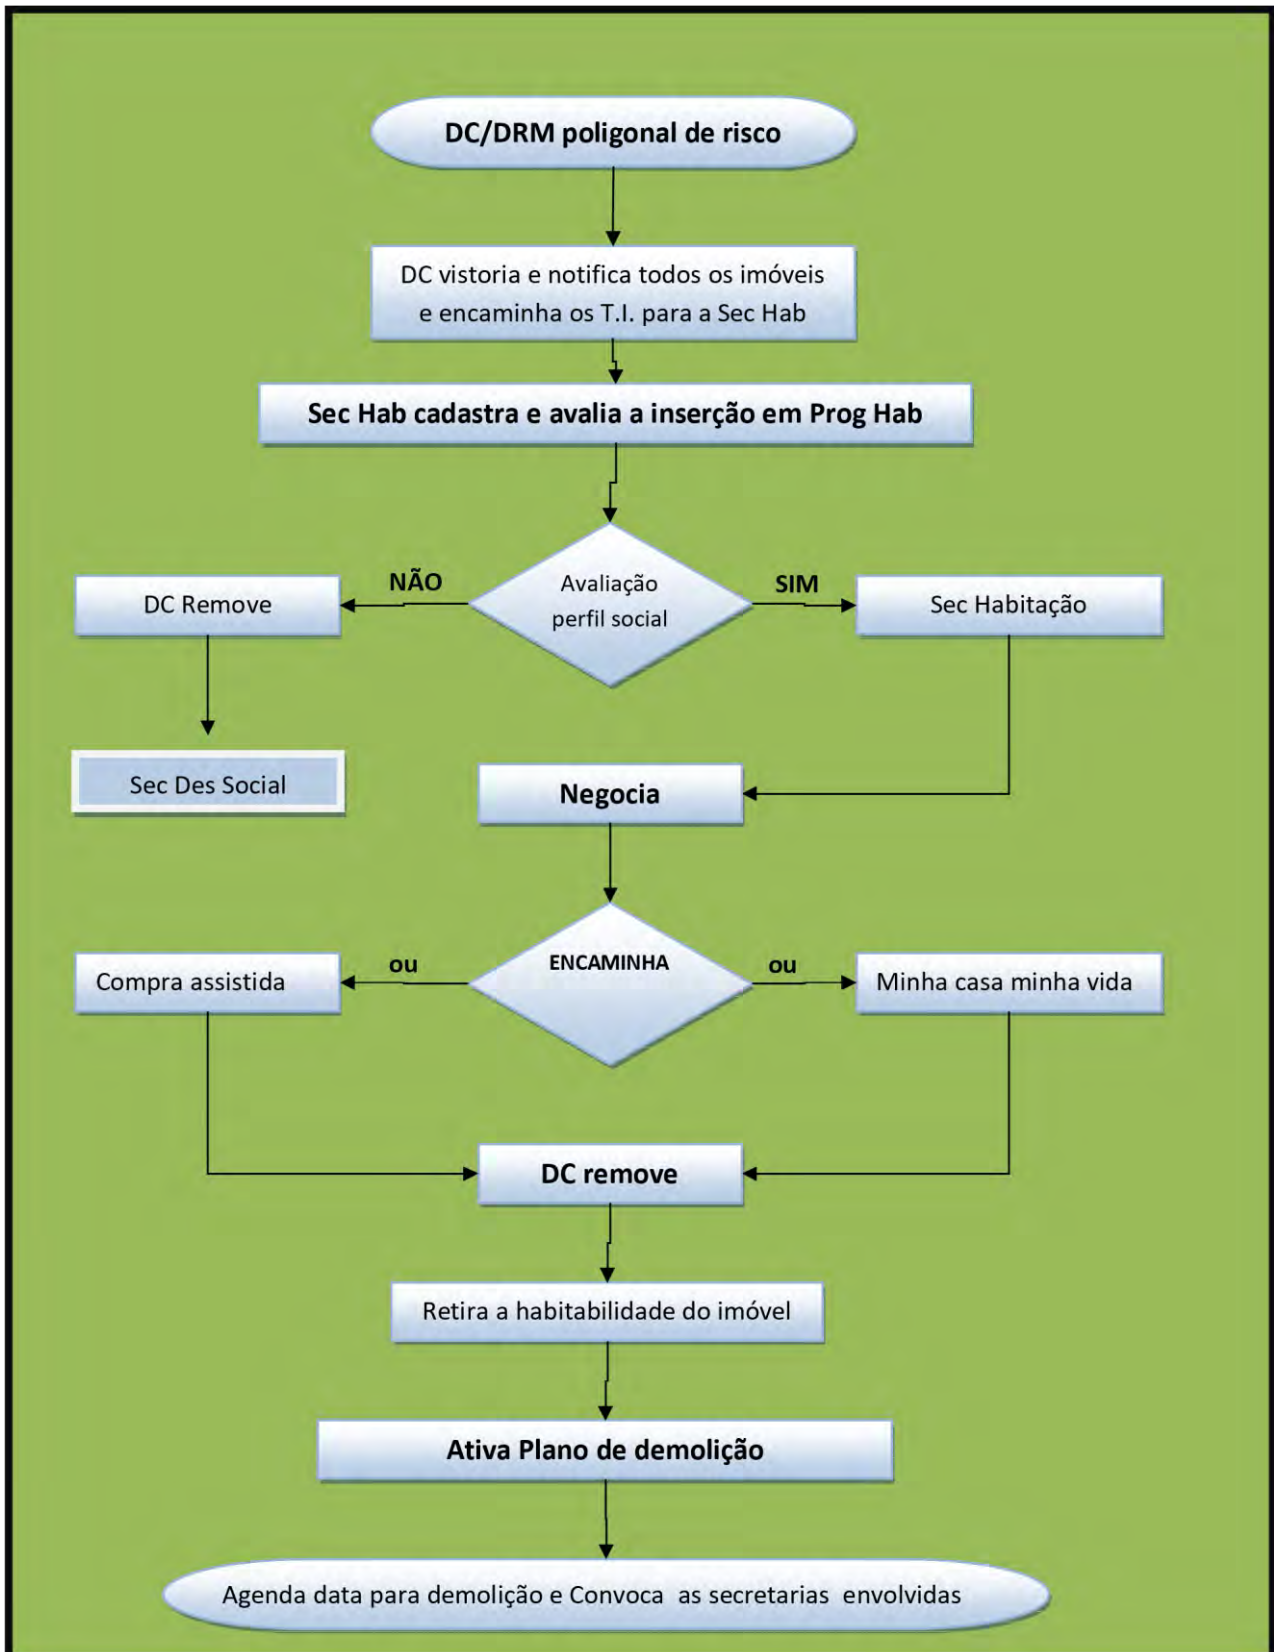 DC/DRM poligonal de risco
DC vistoria e notifica todos os imóveis
e encaminha os T.I. para a Sec Hab
Sec Hab cadastra e avalia a inserção em Prog Hab
NÃO
SIM
DC Remove
Avaliação
perfil social
Sec Habitação
Sec Des Social
Negocia
ou
ENCAMINHA
ou
Compra assistida
Minha casa minha vida
DC remove
Retira a habitabilidade do imóvel
Ativa Plano de demolição
Agenda data para demolição e Convoca as secretarias envolvidas